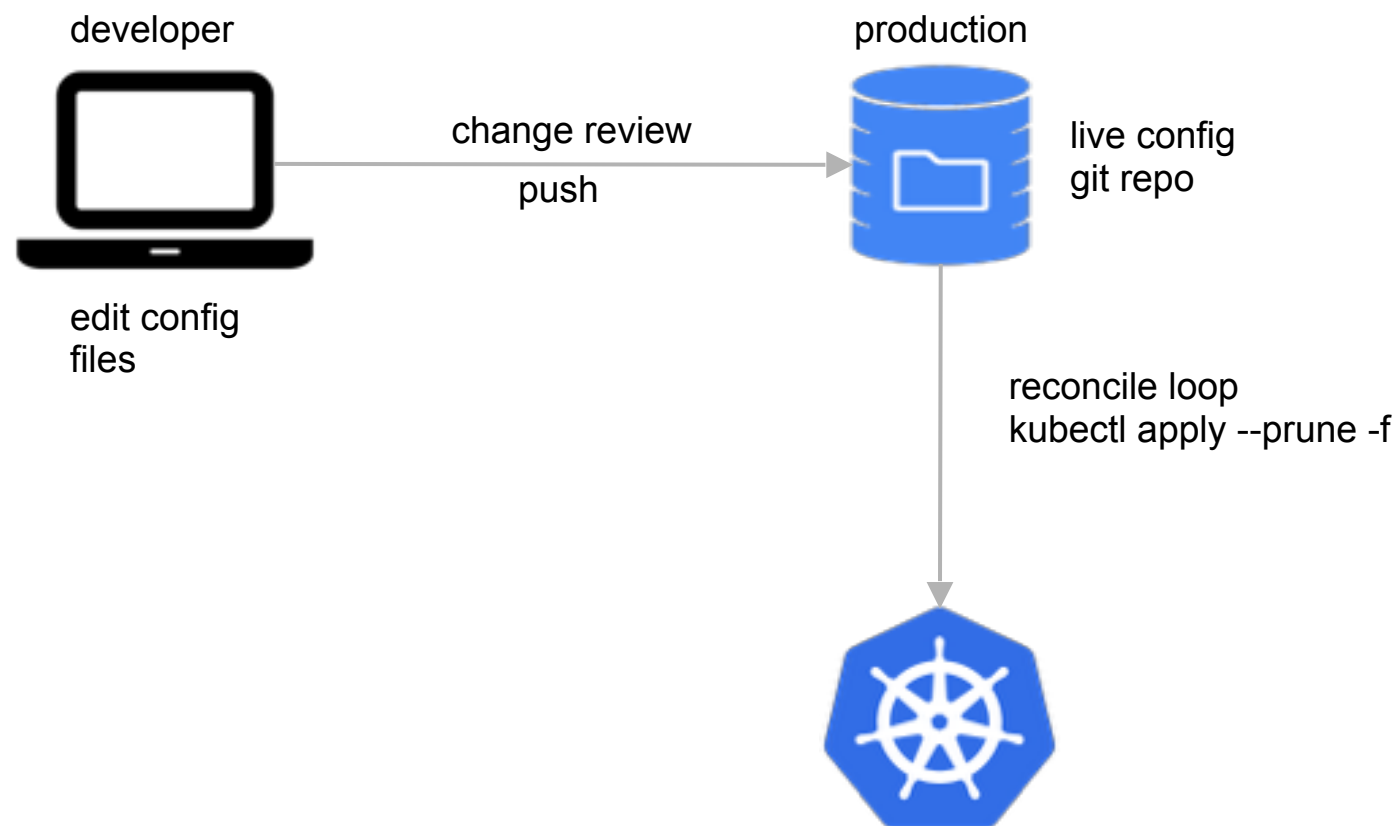 developer
production
change review
push
live config
git repo
edit config
files
reconcile loop
kubectl apply --prune -f